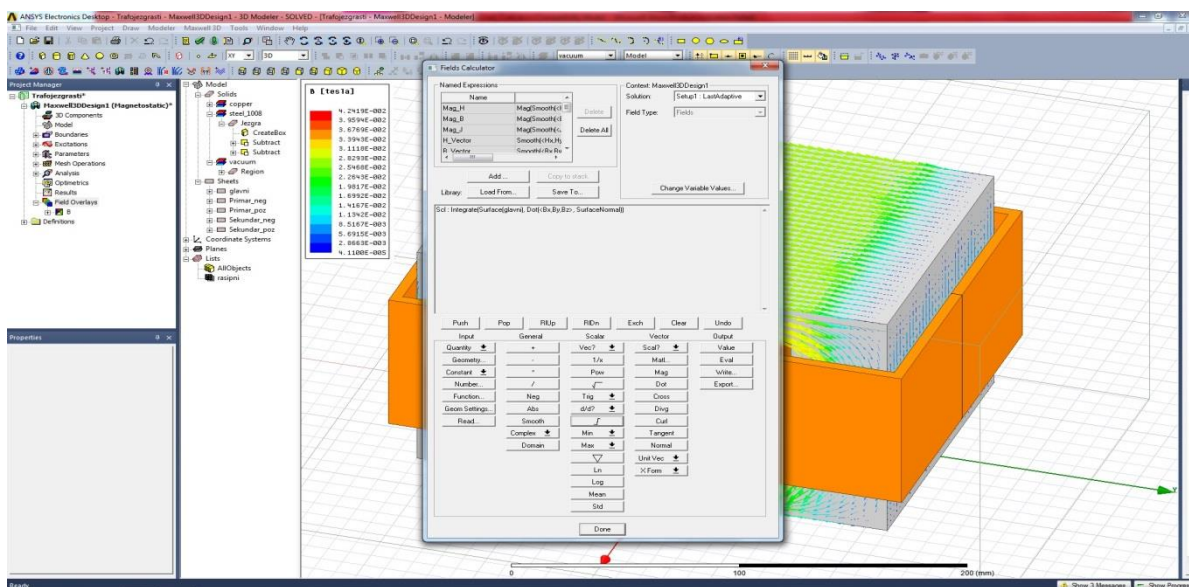 ANSYS Electronics Desktop - Trafojezgrasti - Maxwell3DDesign1 - 3D Modeler - SOLVED - [Trafojezgrasti - Maxwell3DDesign1 - Modeler]
File Edit View Project Draw Modeler Maxwell 3D Tools Window Help
XY 3D vacuum Model
Project Manager
Trafojezgrasti*
Maxwell3DDesign1 (Magnetostatic)*
3D Components
Model
Boundaries
Excitations
Parameters
Mesh Operations
Analysis
Optimetrics
Results
Field Overlays
B
Definitions
Properties
Model
Solids
copper
steel_1008
Jezgra
CreateBox
Subtract
Subtract
vacuum
Region
Sheets
glavni
Primar_neg
Primar_poz
Sekundar_neg
Sekundar_poz
Coordinate Systems
Planes
Lists
AllObjects
rasipni
B [tesla]
4.2419E-002
3.9594E-002
3.6769E-002
3.3943E-002
3.1118E-002
2.8293E-002
2.5468E-002
2.2643E-002
1.9817E-002
1.6992E-002
1.4167E-002
1.1342E-002
8.5167E-003
5.6915E-003
2.8663E-003
4.1100E-005
Fields Calculator
Named Expressions
Name
Mag_H Mag(Smooth(<
Mag_B Mag(Smooth(<
Mag_J Mag(Smooth(<
H_Vector Smooth(<Hx,Hy
B_Vector Smooth(<Bx,By
Delete
Delete All
Add ... Copy to stack
Library: Load From... Save To...
Context: Maxwell3DDesign1
Solution: Setup1 : LastAdaptive
Field Type: Fields
Change Variable Values...
Scl : Integrate(Surface(glavni), Dot(<Bx,By,Bz>, SurfaceNormal))
Push Pop RlUp RlDn Exch Clear Undo
Input General Scalar Vector Output
Quantity + Vec? Scal? Value
Geometry... - 1/x Matl... Eval
Constant * Pow Mag Write...
Number... / √ Dot Export...
Function... Neg Trig Cross
Geom Settings... Abs d/d? Divg
Read... Smooth ∫ Curl
Complex Min Tangent
Domain Max Normal
▽ Unit Vec
Ln X Form
Log
Mean
Std
Done
0 100 200 (mm)
Ready
Show 3 Messages Show Progress